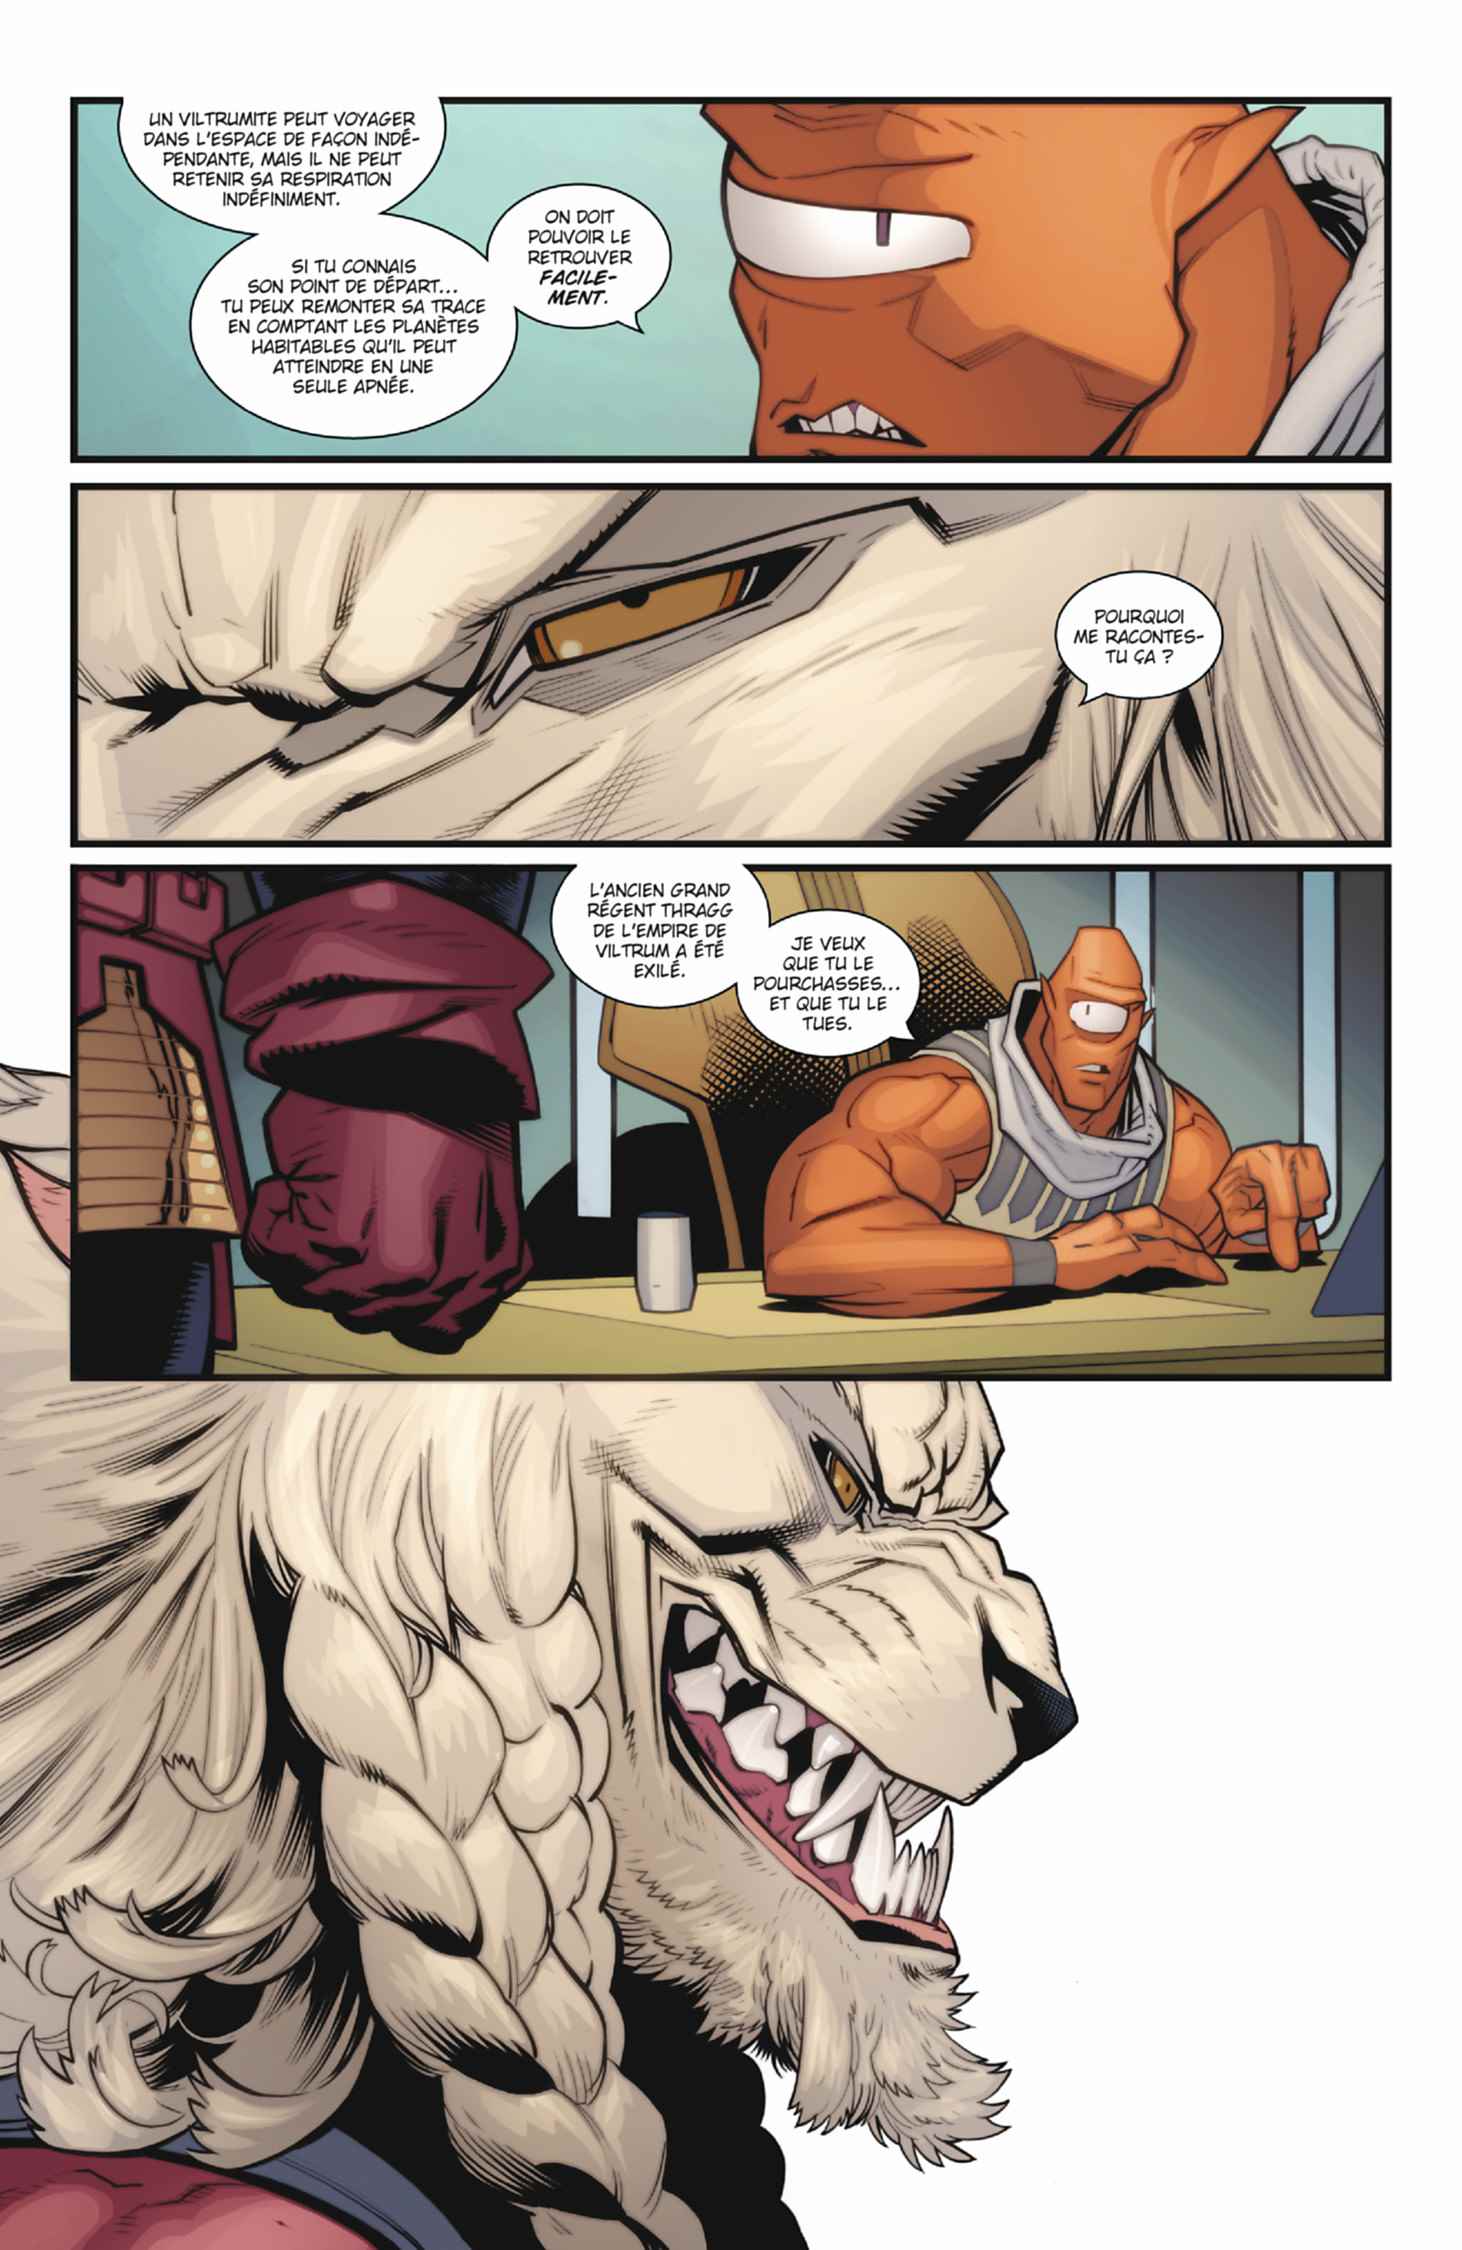 UN VILTRUMITE PEUT VOYAGER
DANS L'ESPACE DE FAÇON INDÉ-
PENDANTE, MAIS IL NE PEUT
RETENIR SA RESPIRATION
INDÉFINIMENT.
SI TU CONNAIS
SON POINT DE DÉPART...
TU PEUX REMONTER SA TRACE
EN COMPTANT LES PLANÈTES
HABITABLES QU'IL PEUT
ATTEINDRE EN UNE
SEULE APNÉE.
ON DOIT
POUVOIR LE
RETROUVER
FACILE-
MENT.
POURQUOI
ME RACONTES-
TU ÇA ?
L'ANCIEN GRAND
RÉGENT THRAGG
DE L'EMPIRE DE
VILTRUM A ÉTÉ
EXILÉ.
JE VEUX
QUE TU LE
POURCHASSES...
ET QUE TU LE
TUES.